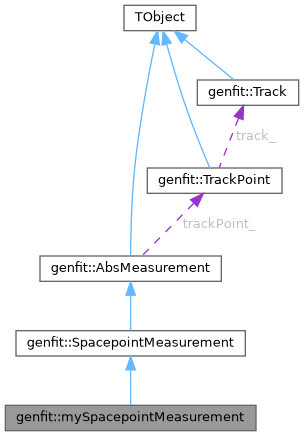 TObject
genfit::Track
track_
genfit::TrackPoint
trackPoint_
genfit::AbsMeasurement
genfit::SpacepointMeasurement
genfit::mySpacepointMeasurement